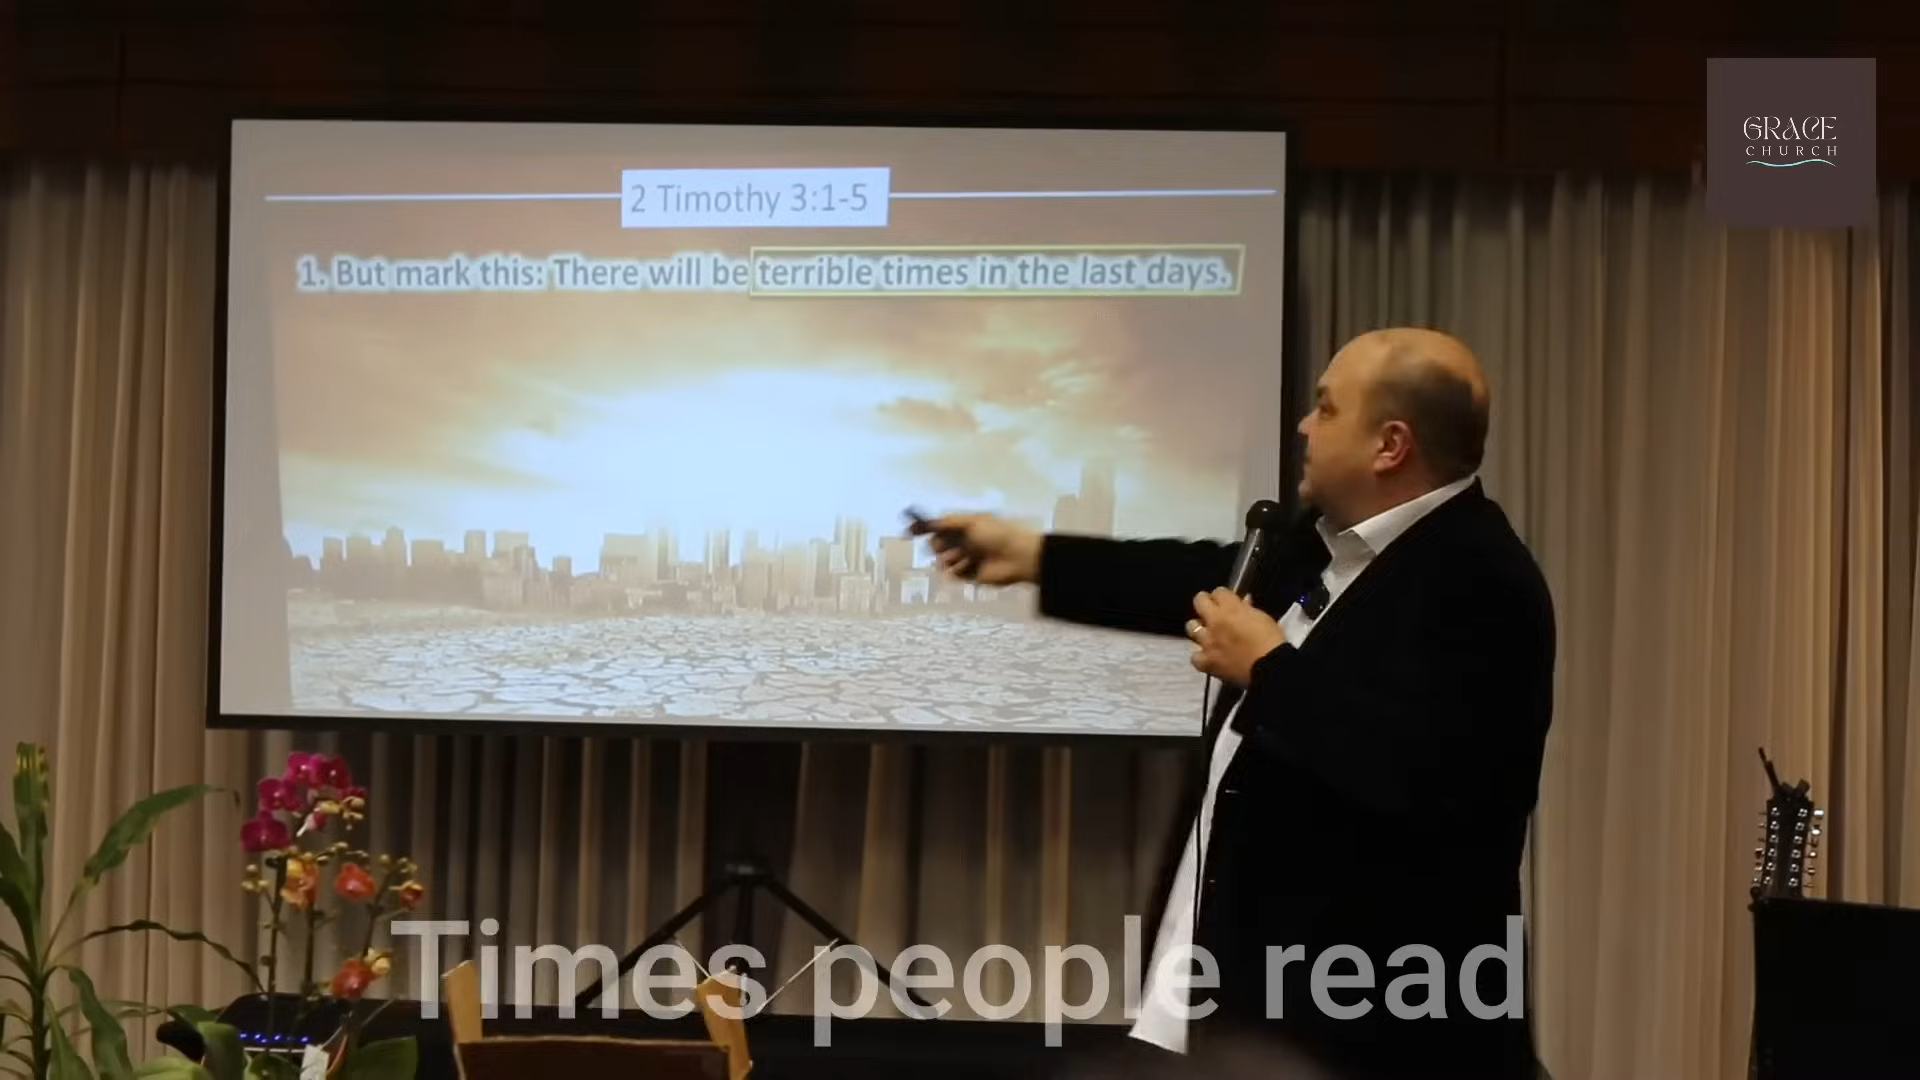 GRACE
CHURCH
2 Timothy 3:1-5
1. But mark this: There will be terrible times in the last days.
Times people read